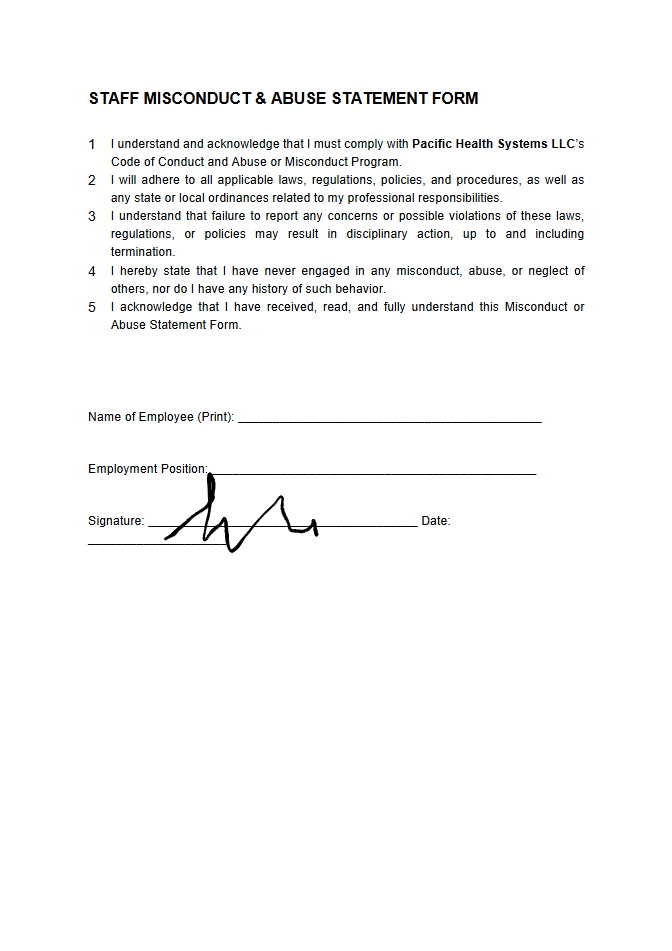 STAFF MISCONDUCT & ABUSE STATEMENT FORM
1 I understand and acknowledge that I must comply with Pacific Health Systems LLC's
Code of Conduct and Abuse or Misconduct Program.
2 I will adhere to all applicable laws, regulations, policies, and procedures, as well as
any state or local ordinances related to my professional responsibilities.
3 I understand that failure to report any concerns or possible violations of these laws,
regulations, or policies may result in disciplinary action, up to and including
termination.
4 I hereby state that I have never engaged in any misconduct, abuse, or neglect of
others, nor do I have any history of such behavior.
5 I acknowledge that I have received, read, and fully understand this Misconduct or
Abuse Statement Form.
Name of Employee (Print): ____________________________________________
Employment Position: _______________________________________________
Signature: _______________________________________ Date:
____________________